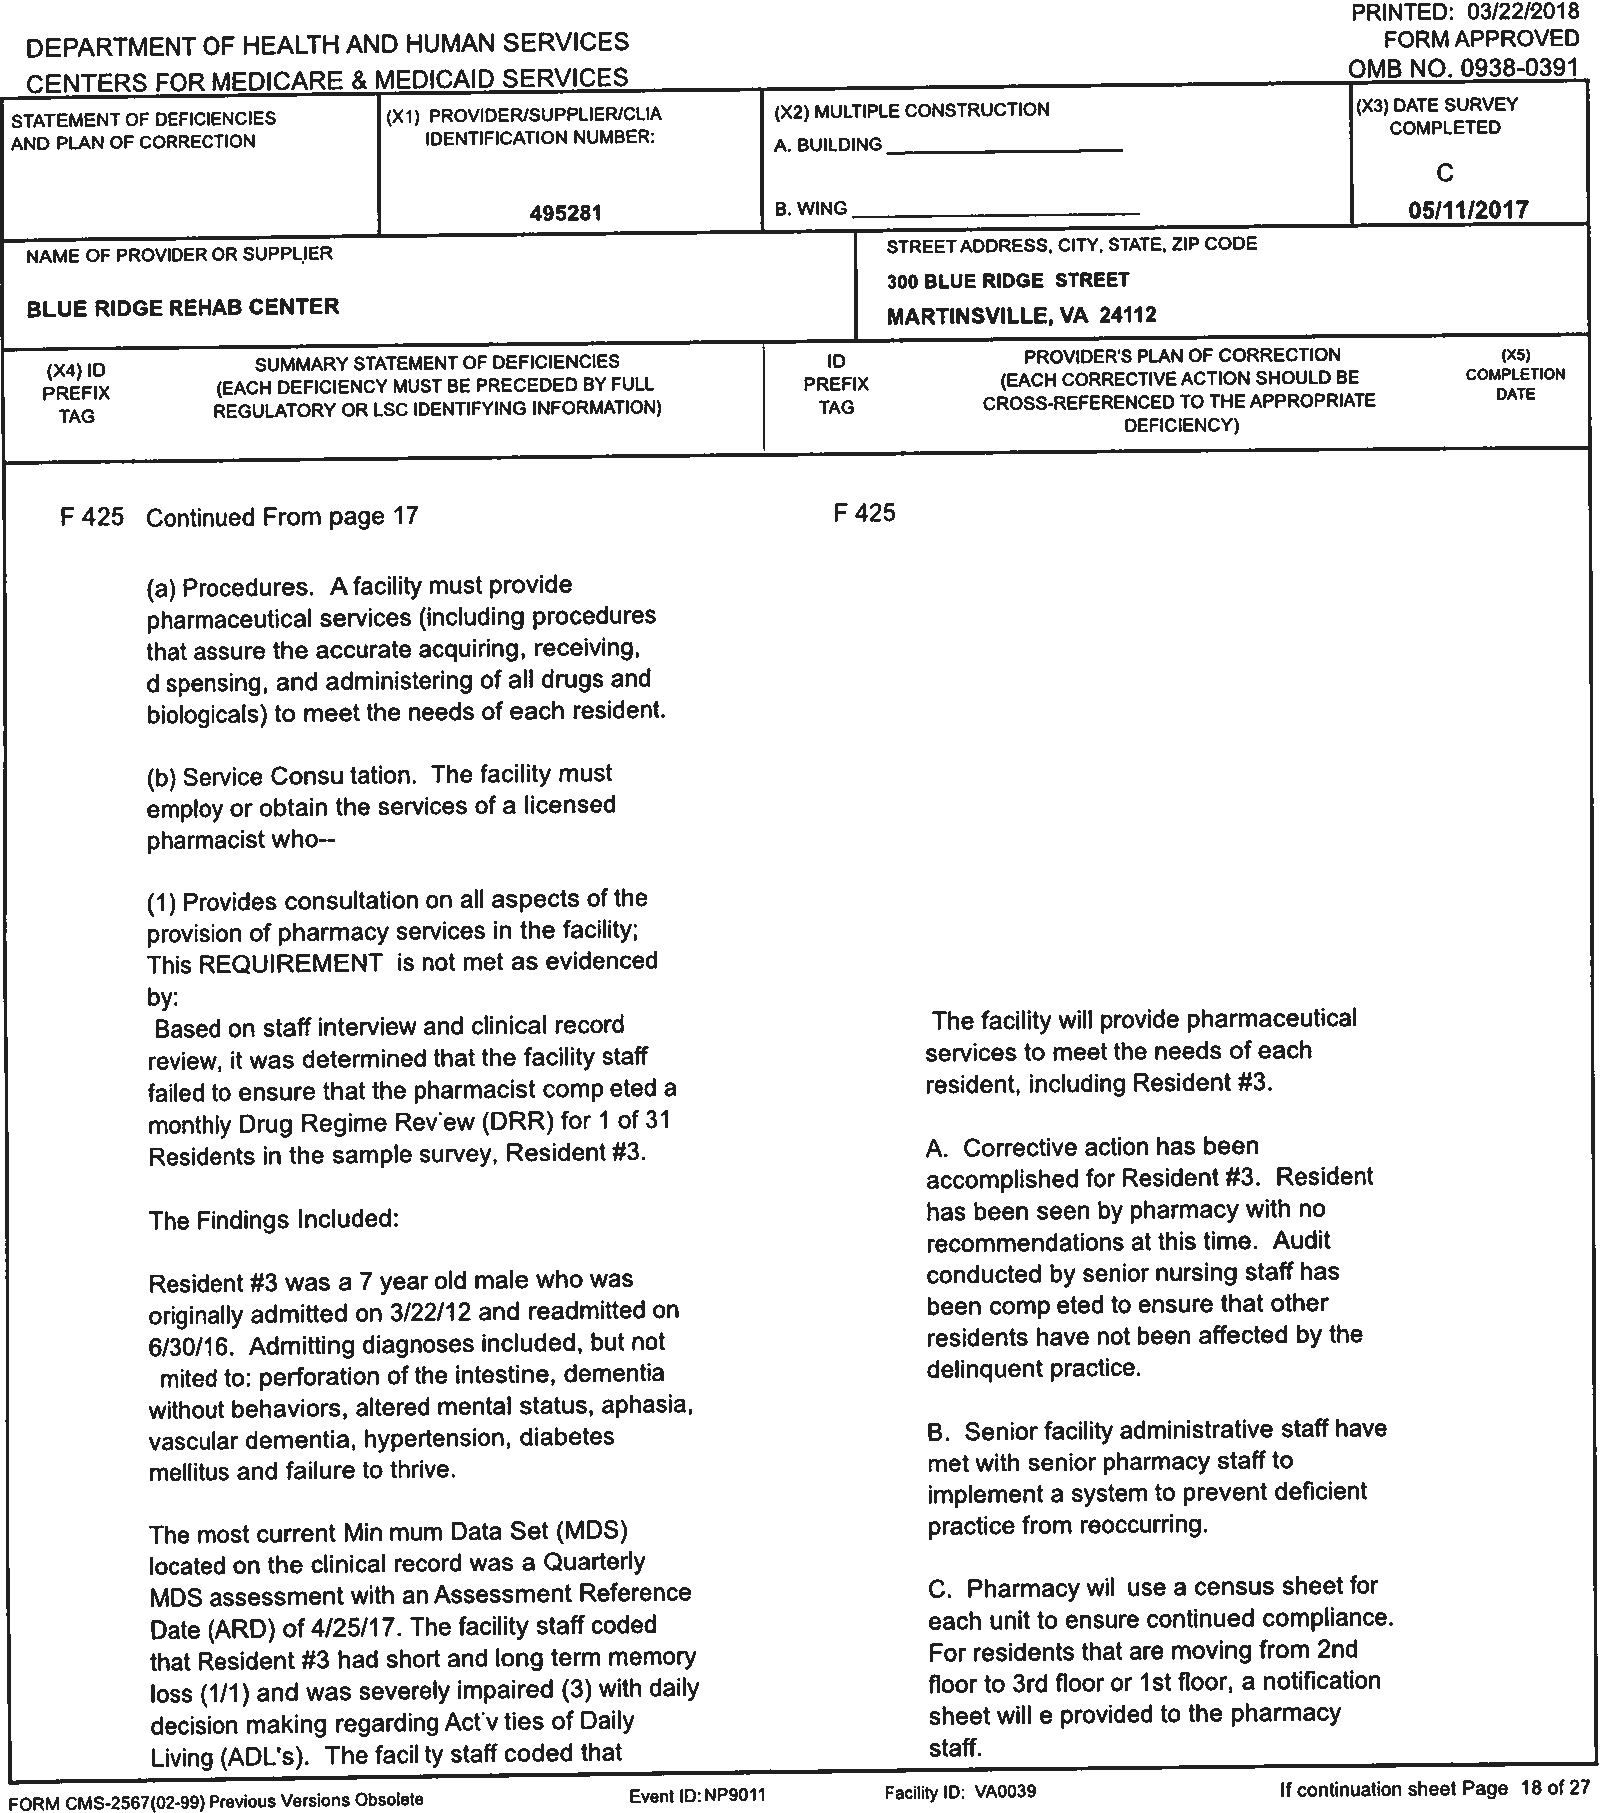 PRINTED: 03/22/2018
DEPARTMENT OF HEALTH AND HUMAN SERVICES
FORM APPROVED
CENTERS FOR MEDICARE & MEDICAID SERVICES
OMB NO. 0938-0391
STATEMENT OF DEFICIENCIES
AND PLAN OF CORRECTION
(X1) PROVIDER/SUPPLIER/CLIA
IDENTIFICATION NUMBER:
495281
(X2) MULTIPLE CONSTRUCTION
A. BUILDING
B. WING
(X3) DATE SURVEY
COMPLETED
C
05/11/2017
NAME OF PROVIDER OR SUPPLIER
BLUE RIDGE REHAB CENTER
STREET ADDRESS, CITY, STATE, ZIP CODE
300 BLUE RIDGE STREET
MARTINSVILLE, VA 24112
(X4) ID
PREFIX
TAG
SUMMARY STATEMENT OF DEFICIENCIES
(EACH DEFICIENCY MUST BE PRECEDED BY FULL
REGULATORY OR LSC IDENTIFYING INFORMATION)
ID
PREFIX
TAG
PROVIDER'S PLAN OF CORRECTION
(EACH CORRECTIVE ACTION SHOULD BE
CROSS-REFERENCED TO THE APPROPRIATE
DEFICIENCY)
(X5)
COMPLETION
DATE
F 425 Continued From page 17
(a) Procedures. A facility must provide
pharmaceutical services (including procedures
that assure the accurate acquiring, receiving,
d spensing, and administering of all drugs and
biologicals) to meet the needs of each resident.
(b) Service Consu tation. The facility must
employ or obtain the services of a licensed
pharmacist who--
(1) Provides consultation on all aspects of the
provision of pharmacy services in the facility;
This REQUIREMENT is not met as evidenced
by:
Based on staff interview and clinical record
review, it was determined that the facility staff
failed to ensure that the pharmacist comp eted a
monthly Drug Regime Rev ew (DRR) for 1 of 31
Residents in the sample survey, Resident #3.
The Findings Included:
Resident #3 was a 7 year old male who was
originally admitted on 3/22/12 and readmitted on
6/30/16. Admitting diagnoses included, but not
mited to: perforation of the intestine, dementia
without behaviors, altered mental status, aphasia,
vascular dementia, hypertension, diabetes
mellitus and failure to thrive.
The most current Min mum Data Set (MDS)
located on the clinical record was a Quarterly
MDS assessment with an Assessment Reference
Date (ARD) of 4/25/17. The facility staff coded
that Resident #3 had short and long term memory
loss (1/1) and was severely impaired (3) with daily
decision making regarding Act v ties of Daily
Living (ADL's). The facil ty staff coded that
F 425
The facility will provide pharmaceutical
services to meet the needs of each
resident, including Resident #3.
A. Corrective action has been
accomplished for Resident #3. Resident
has been seen by pharmacy with no
recommendations at this time. Audit
conducted by senior nursing staff has
been comp eted to ensure that other
residents have not been affected by the
delinquent practice.
B. Senior facility administrative staff have
met with senior pharmacy staff to
implement a system to prevent deficient
practice from reoccurring.
C. Pharmacy wil use a census sheet for
each unit to ensure continued compliance.
For residents that are moving from 2nd
floor to 3rd floor or 1st floor, a notification
sheet will e provided to the pharmacy
staff.
FORM CMS-2567(02-99) Previous Versions Obsolete
Event ID: NP9011
Facility ID: VA0039
If continuation sheet Page 18 of 27